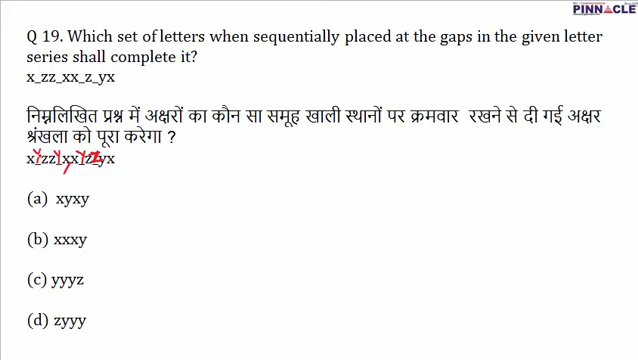 PINNACLE
Q 19. Which set of letters when sequentially placed at the gaps in the given letter
series shall complete it?
x_zz_xx_z_yx
निम्नलिखित प्रश्न में अक्षरों का कौन सा समूह खाली स्थानों पर क्रमवार रखने से दी गई अक्षर
श्रंखला को पूरा करेगा ?
x_zz_xx_z_yx
(a) xyxy
(b) xxxy
(c) yyyz
(d) zyyy